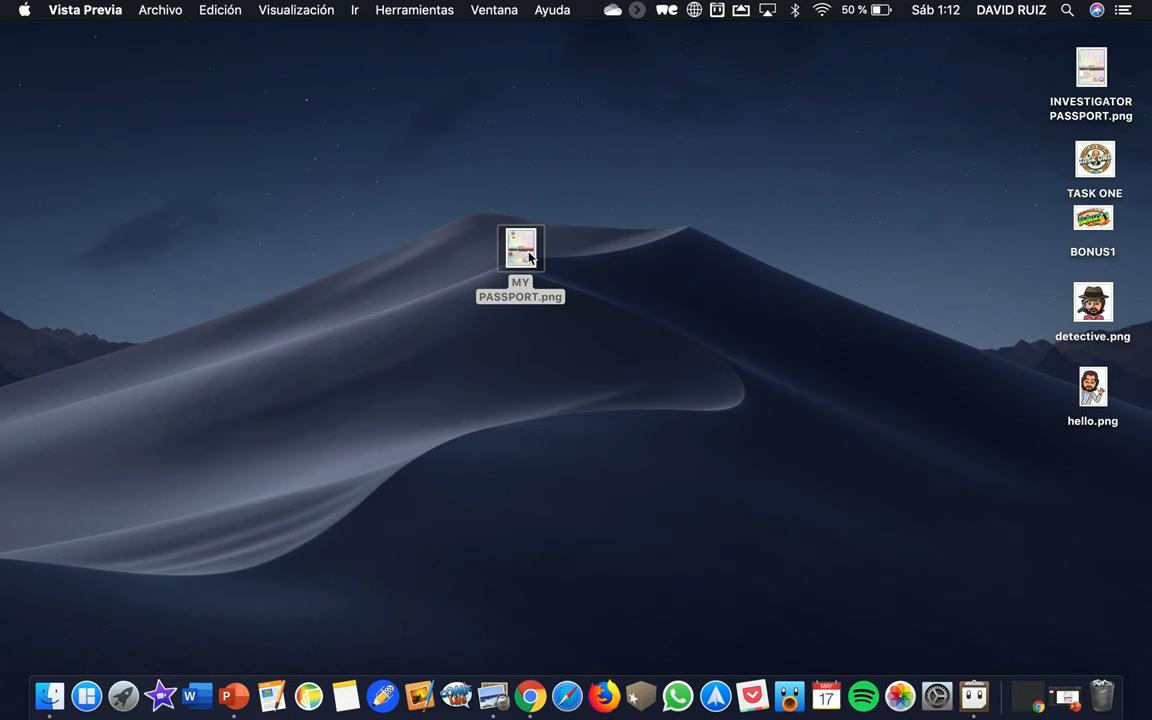 Vista Previa Archivo Edición Visualización Ir Herramientas Ventana Ayuda 50 % Sáb 1:12 DAVID RUIZ
INVESTIGATOR
PASSPORT.png
TASK ONE
BONUS1
MY
PASSPORT.png
detective.png
hello.png
MAY
17